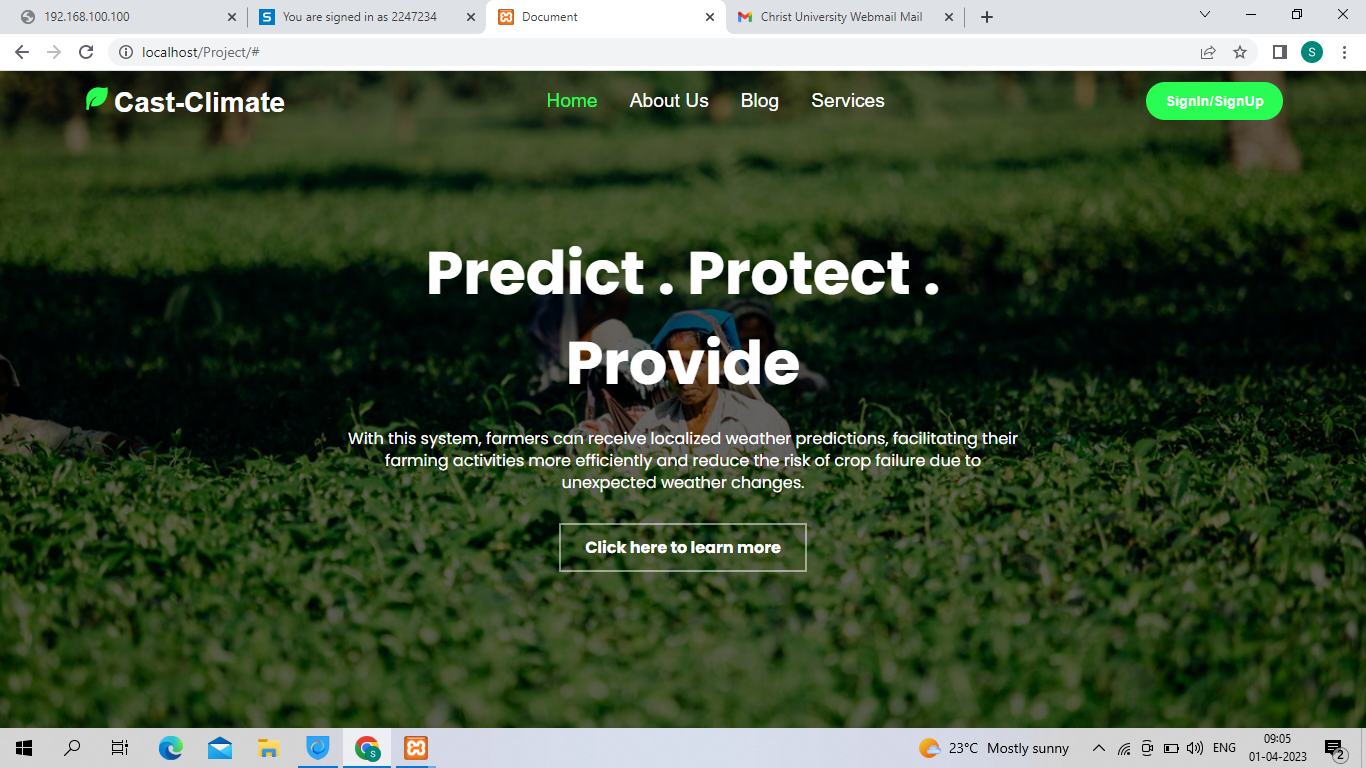 192.168.100.100
You are signed in as 2247234
Document
Christ University Webmail Mail
localhost/Project/#
S
Cast-Climate
Home
About Us
Blog
Services
SignIn/SignUp
Predict . Protect .
Provide
With this system, farmers can receive localized weather predictions, facilitating their
farming activities more efficiently and reduce the risk of crop failure due to
unexpected weather changes.
Click here to learn more
23°C Mostly sunny
ENG
09:05
01-04-2023
2